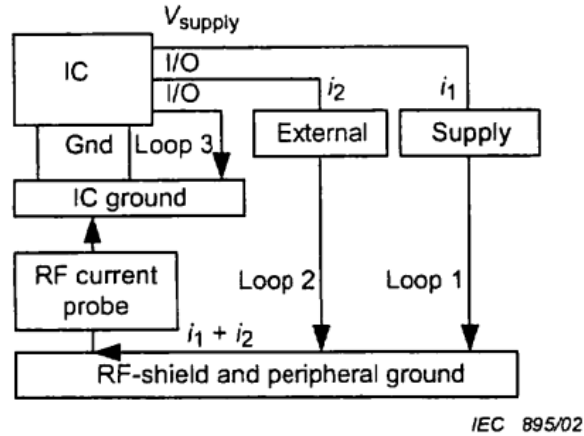 V supply
IC
I/O
I/O
i2
i1
External
Supply
Gnd
Loop 3
IC ground
RF current
probe
Loop 2
Loop 1
i1 + i2
RF-shield and peripheral ground
IEC 895/02